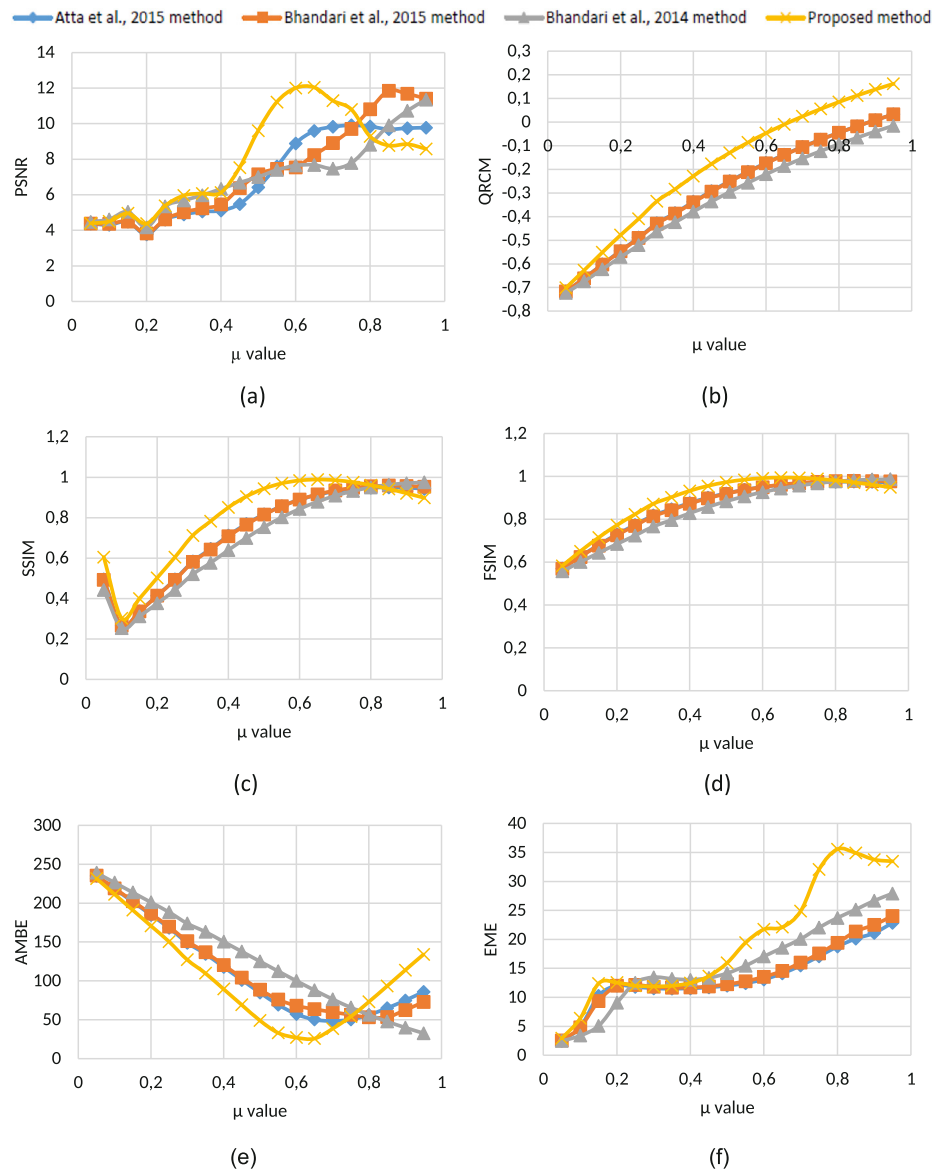 Atta et al., 2015 method Bhandari et al., 2015 method Bhandari et al., 2014 method Proposed method
14
12
10
8
6
4
2
0
PSNR
0 0,2 0,4 0,6 0,8 1
µ value
(a)
0,3
0,2
0,1
0
-0,1
-0,2
-0,3
-0,4
-0,5
-0,6
-0,7
-0,8
QRCM
0 0,2 0,4 0,6 0,8 1
µ value
(b)
1,2
1
0,8
0,6
0,4
0,2
0
SSIM
0 0,2 0,4 0,6 0,8 1
µ value
(c)
1,2
1
0,8
0,6
0,4
0,2
0
FSIM
0 0,2 0,4 0,6 0,8 1
µ value
(d)
300
250
200
150
100
50
0
AMBE
0 0,2 0,4 0,6 0,8 1
µ value
(e)
40
35
30
25
20
15
10
5
0
EME
0 0,2 0,4 0,6 0,8 1
µ value
(f)